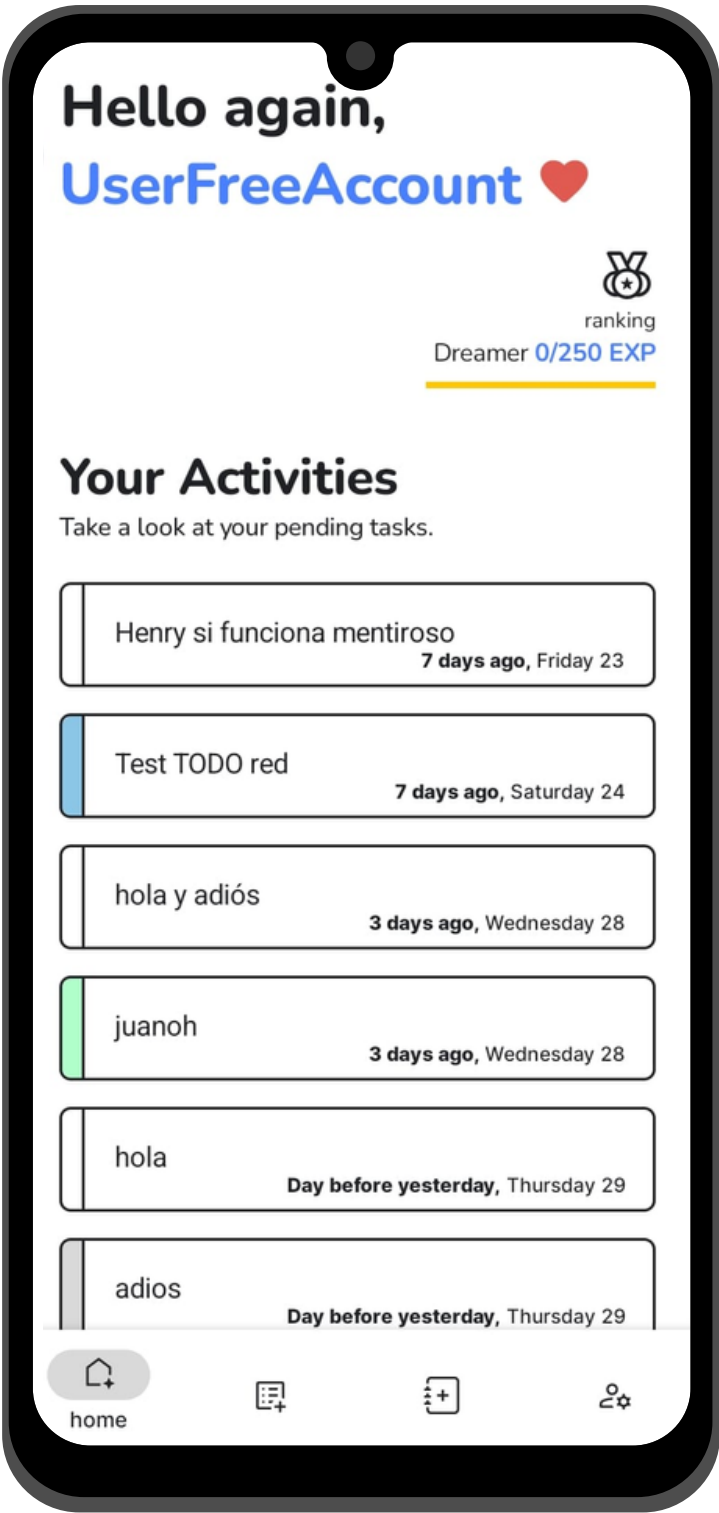 Hello again,
UserFreeAccount
ranking
Dreamer 0/250 EXP
Your Activities
Take a look at your pending tasks.
Henry si funciona mentiroso
7 days ago, Friday 23
Test TODO red
7 days ago, Saturday 24
hola y adiós
3 days ago, Wednesday 28
juanoh
3 days ago, Wednesday 28
hola
Day before yesterday, Thursday 29
adios
Day before yesterday, Thursday 29
home